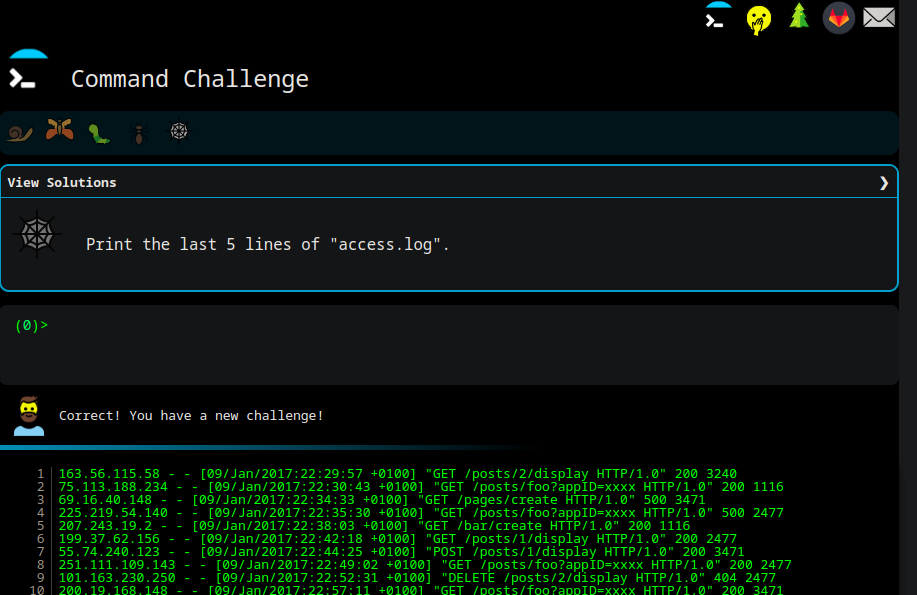 Command Challenge
View Solutions
Print the last 5 lines of "access.log".
(0)>
Correct! You have a new challenge!
1 163.56.115.58 - - [09/Jan/2017:22:29:57 +0100] "GET /posts/2/display HTTP/1.0" 200 3240
2 75.113.188.234 - - [09/Jan/2017:22:30:43 +0100] "GET /posts/foo?appID=xxxx HTTP/1.0" 200 1116
3 69.16.40.148 - - [09/Jan/2017:22:34:33 +0100] "GET /pages/create HTTP/1.0" 500 3471
4 225.219.54.140 - - [09/Jan/2017:22:35:30 +0100] "GET /posts/foo?appID=xxxx HTTP/1.0" 500 2477
5 207.243.19.2 - - [09/Jan/2017:22:38:03 +0100] "GET /bar/create HTTP/1.0" 200 1116
6 199.37.62.156 - - [09/Jan/2017:22:42:18 +0100] "GET /posts/1/display HTTP/1.0" 200 2477
7 55.74.240.123 - - [09/Jan/2017:22:44:25 +0100] "POST /posts/1/display HTTP/1.0" 200 3471
8 251.111.109.143 - - [09/Jan/2017:22:49:02 +0100] "GET /posts/foo?appID=xxxx HTTP/1.0" 200 2477
9 101.163.230.250 - - [09/Jan/2017:22:52:31 +0100] "DELETE /posts/2/display HTTP/1.0" 404 2477
10 200.19.168.148 - - [09/Jan/2017:22:57:11 +0100] "GET /posts/foo?appID=xxxx HTTP/1.0" 200 3471